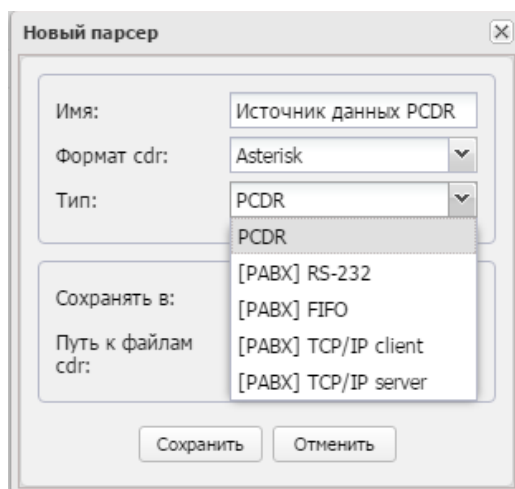 Новый парсер
Имя: Источник данных PCDR
Формат cdr: Asterisk
Тип: PCDR
PCDR
[PABX] RS-232
[PABX] FIFO
[PABX] TCP/IP client
[PABX] TCP/IP server
Сохранять в:
Путь к файлам
cdr:
Сохранить Отменить